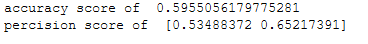 accuracy score of  0.5955056179775281
percision score of  [0.53488372 0.65217391]